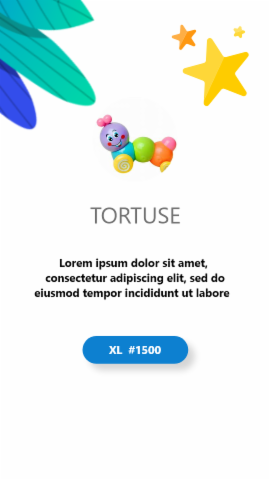 TORTUSE
Lorem ipsum dolor sit amet,
consectetur adipiscing elit, sed do
eiusmod tempor incididunt ut labore
XL #1500